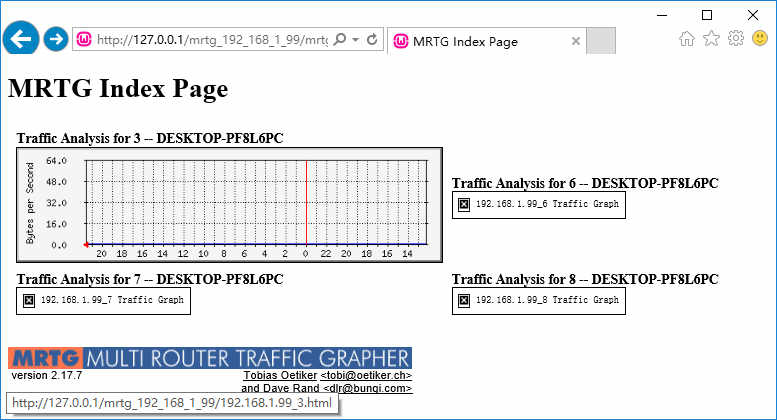 http://127.0.0.1/mrtg_192_168_1_99/mrtg
MRTG Index Page
MRTG Index Page
Traffic Analysis for 3 -- DESKTOP-PF8L6PC
Bytes per Second
64.0
48.0
32.0
16.0
0.0
20 18 16 14 12 10 8 6 4 2 0 22 20 18 16 14
Traffic Analysis for 6 -- DESKTOP-PF8L6PC
192.168.1.99_6 Traffic Graph
Traffic Analysis for 7 -- DESKTOP-PF8L6PC
192.168.1.99_7 Traffic Graph
Traffic Analysis for 8 -- DESKTOP-PF8L6PC
192.168.1.99_8 Traffic Graph
MRTG MULTI ROUTER TRAFFIC GRAPHER
version 2.17.7
Tobias Oetiker <tobi@oetiker.ch>
and Dave Rand <dlr@bungi.com>
http://127.0.0.1/mrtg_192_168_1_99/192.168.1.99_3.html